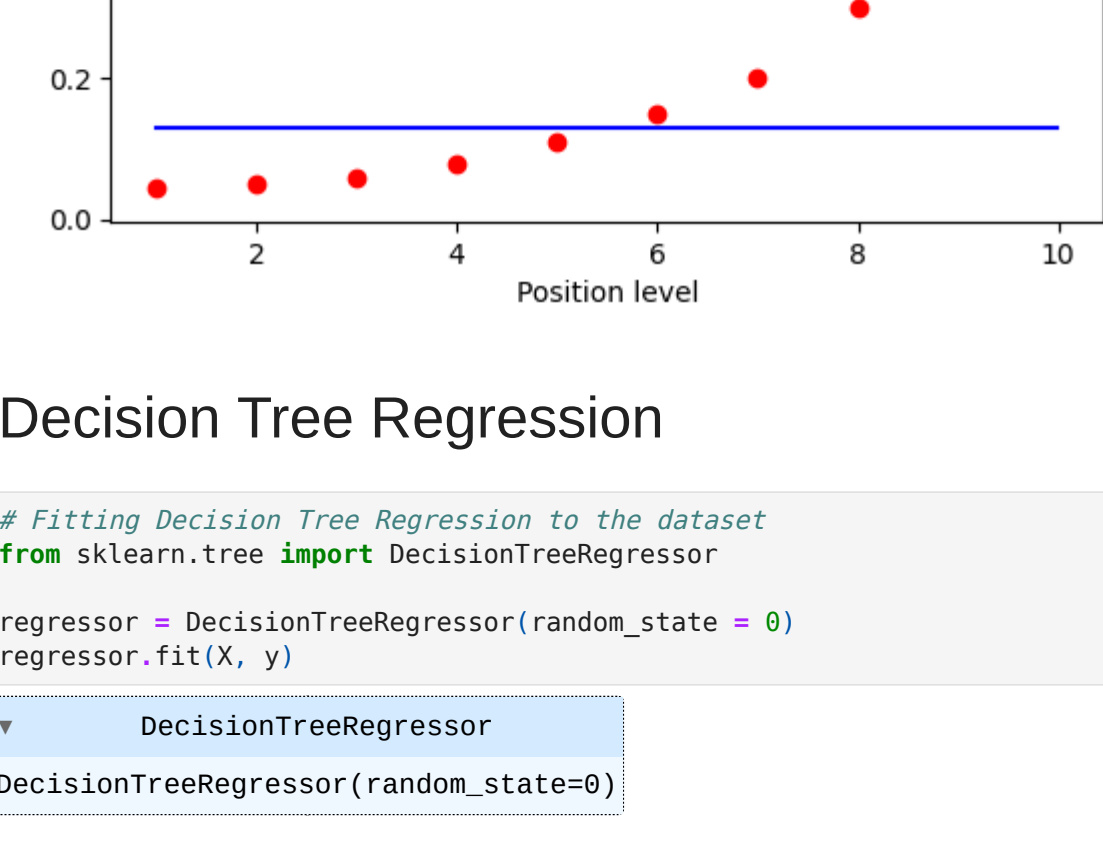 0.2
0.0
2 4 6 8 10
Position level
Decision Tree Regression
# Fitting Decision Tree Regression to the dataset
from sklearn.tree import DecisionTreeRegressor
regressor = DecisionTreeRegressor(random_state = 0)
regressor.fit(X, y)
▼ DecisionTreeRegressor
DecisionTreeRegressor(random_state=0)